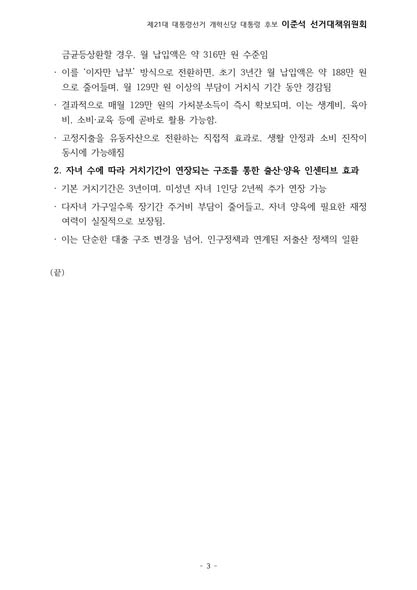 제21대 대통령선거 개혁신당 대통령 후보 이준석 선거대책위원회
금균등상환할 경우, 월 납입액은 약 316만 원 수준임
· 이를 '이자만 납부' 방식으로 전환하면, 초기 3년간 월 납입액은 약 188만 원
으로 줄어들며, 월 129만 원 이상의 부담이 거치식 기간 동안 경감됨
· 결과적으로 매월 129만 원의 가처분소득이 즉시 확보되며, 이는 생계비, 육아
비, 소비·교육 등에 곧바로 활용 가능함.
· 고정지출을 유동자산으로 전환하는 직접적 효과로, 생활 안정과 소비 진작이
동시에 가능해짐
2. 자녀 수에 따라 거치기간이 연장되는 구조를 통한 출산·양육 인센티브 효과
· 기본 거치기간은 3년이며, 미성년 자녀 1인당 2년씩 추가 연장 가능
· 다자녀 가구일수록 장기간 주거비 부담이 줄어들고, 자녀 양육에 필요한 재정
여력이 실질적으로 보장됨.
· 이는 단순한 대출 구조 변경을 넘어, 인구정책과 연계된 저출산 정책의 일환
(끝)
- 3 -